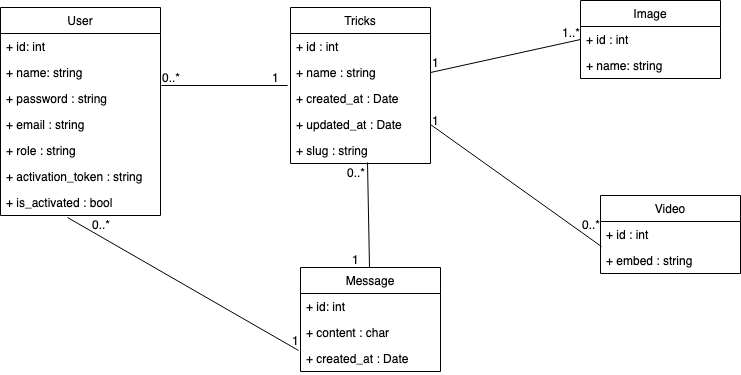 User
+ id: int
+ name: string
+ password : string
+ email : string
+ role : string
+ activation_token : string
+ is_activated : bool
0..*
1
Tricks
+ id : int
+ name : string
+ created_at : Date
+ updated_at : Date
+ slug : string
1
1..*
Image
+ id : int
+ name: string
1
0..*
Video
+ id : int
+ embed : string
0..*
1
0..*
1
Message
+ id: int
+ content : char
+ created_at : Date